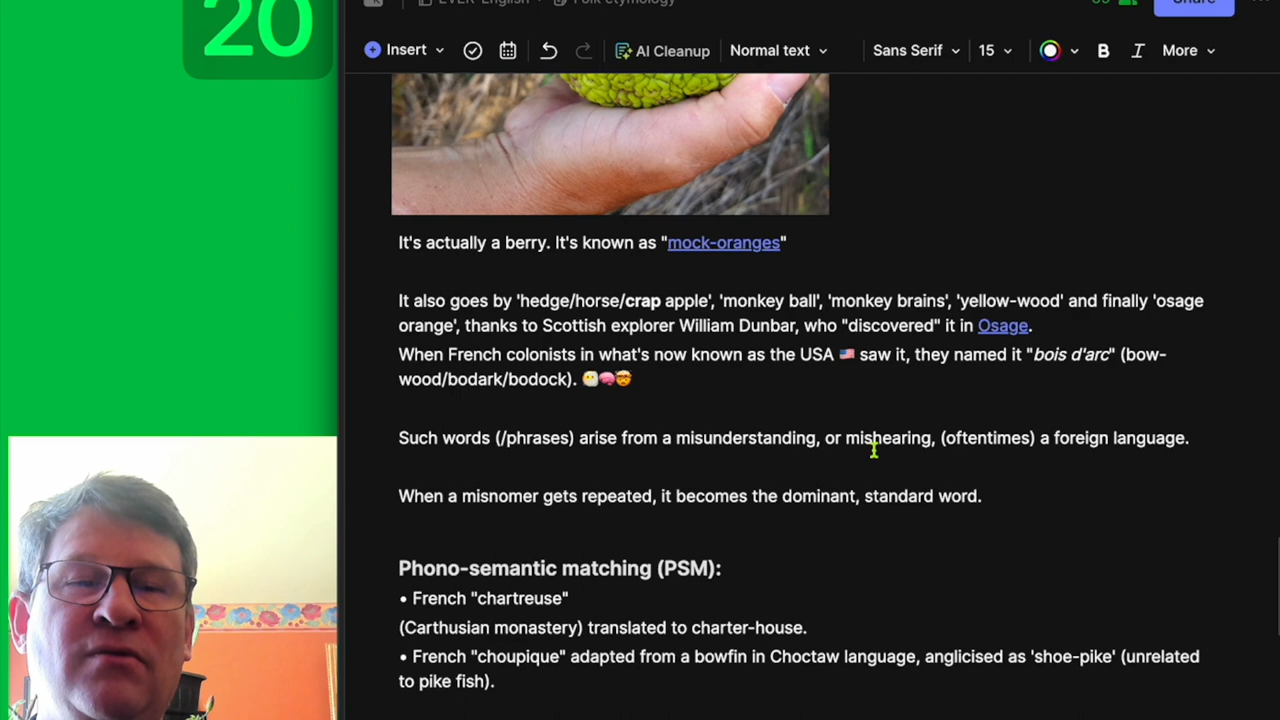 20
EVER-English
Folk etymology
Share
Insert
AI Cleanup
Normal text
Sans Serif
15
B
I
More
It's actually a berry. It's known as "mock-oranges"
It also goes by 'hedge/horse/crap apple', 'monkey ball', 'monkey brains', 'yellow-wood' and finally 'osage
orange', thanks to Scottish explorer William Dunbar, who "discovered" it in Osage.
When French colonists in what's now known as the USA 🇺🇸 saw it, they named it "bois d'arc" (bow-
wood/bodark/bodock). 😶🧠🤯
Such words (/phrases) arise from a misunderstanding, or mishearing, (oftentimes) a foreign language.
When a misnomer gets repeated, it becomes the dominant, standard word.
Phono-semantic matching (PSM):
• French "chartreuse"
(Carthusian monastery) translated to charter-house.
• French "choupique" adapted from a bowfin in Choctaw language, anglicised as 'shoe-pike' (unrelated
to pike fish).